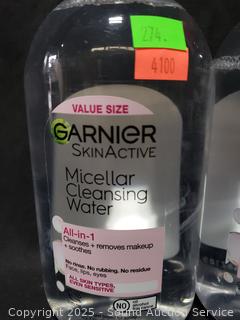 274.
4100
VALUE SIZE
GARNIER
SKINACTIVE
Micellar
Cleansing
Water
All-in-1
Cleanses + removes makeup
+ soothes
No rinse. No rubbing. No residue
Face, lips, eyes
ALL SKIN TYPES,
EVEN SENSITIVE
NO
Copyright 2025 - Sound Auction Service